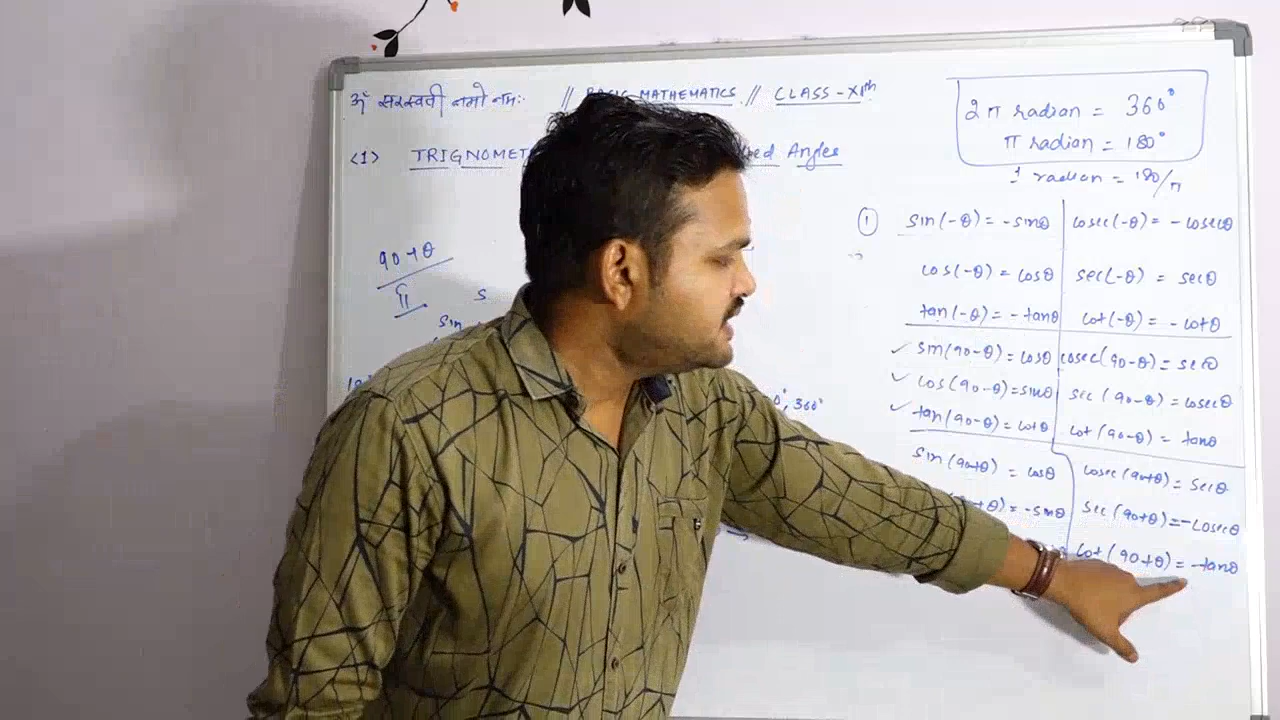 ॐ सरस्वती नमो नमः // BASIC MATHEMATICS // CLASS-XIth
<1> TRIGNOMET Angles
2π radian = 360°
π radian = 180°
1 radian = 180/π
90+θ
II
S
sin
, 360°
① sin(-θ) = -sinθ cosec(-θ) = -cosecθ
cos(-θ) = cosθ sec(-θ) = secθ
tan(-θ) = -tanθ cot(-θ) = -cotθ
✓ sin(90-θ) = cosθ cosec(90-θ) = secθ
✓ cos(90-θ) = sinθ sec(90-θ) = cosecθ
✓ tan(90-θ) = cotθ cot(90-θ) = tanθ
sin(90+θ) = cosθ cosec(90+θ) = secθ
+θ) = -sinθ sec(90+θ) = -cosecθ
cot(90+θ) = -tanθ